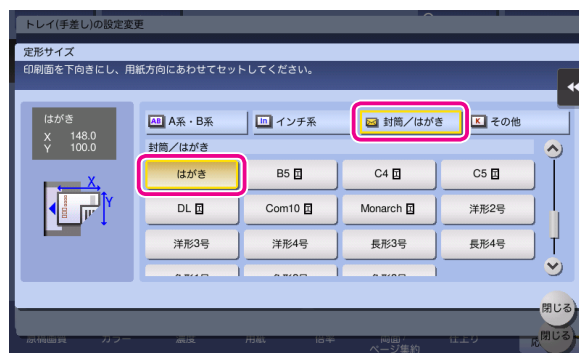 トレイ(手差し)の設定変更
定形サイズ
印刷面を下向きにし、用紙方向にあわせてセットしてください。
はがき
X 148.0
Y 100.0
X
Y
AB A系・B系
in インチ系
封筒／はがき
K その他
封筒／はがき
はがき
B5
C4
C5
DL
Com10
Monarch
洋形2号
洋形3号
洋形4号
長形3号
長形4号
閉じる
閉じる
原稿画質
カラー
濃度
用紙
倍率
両面/
ページ集約
仕上り